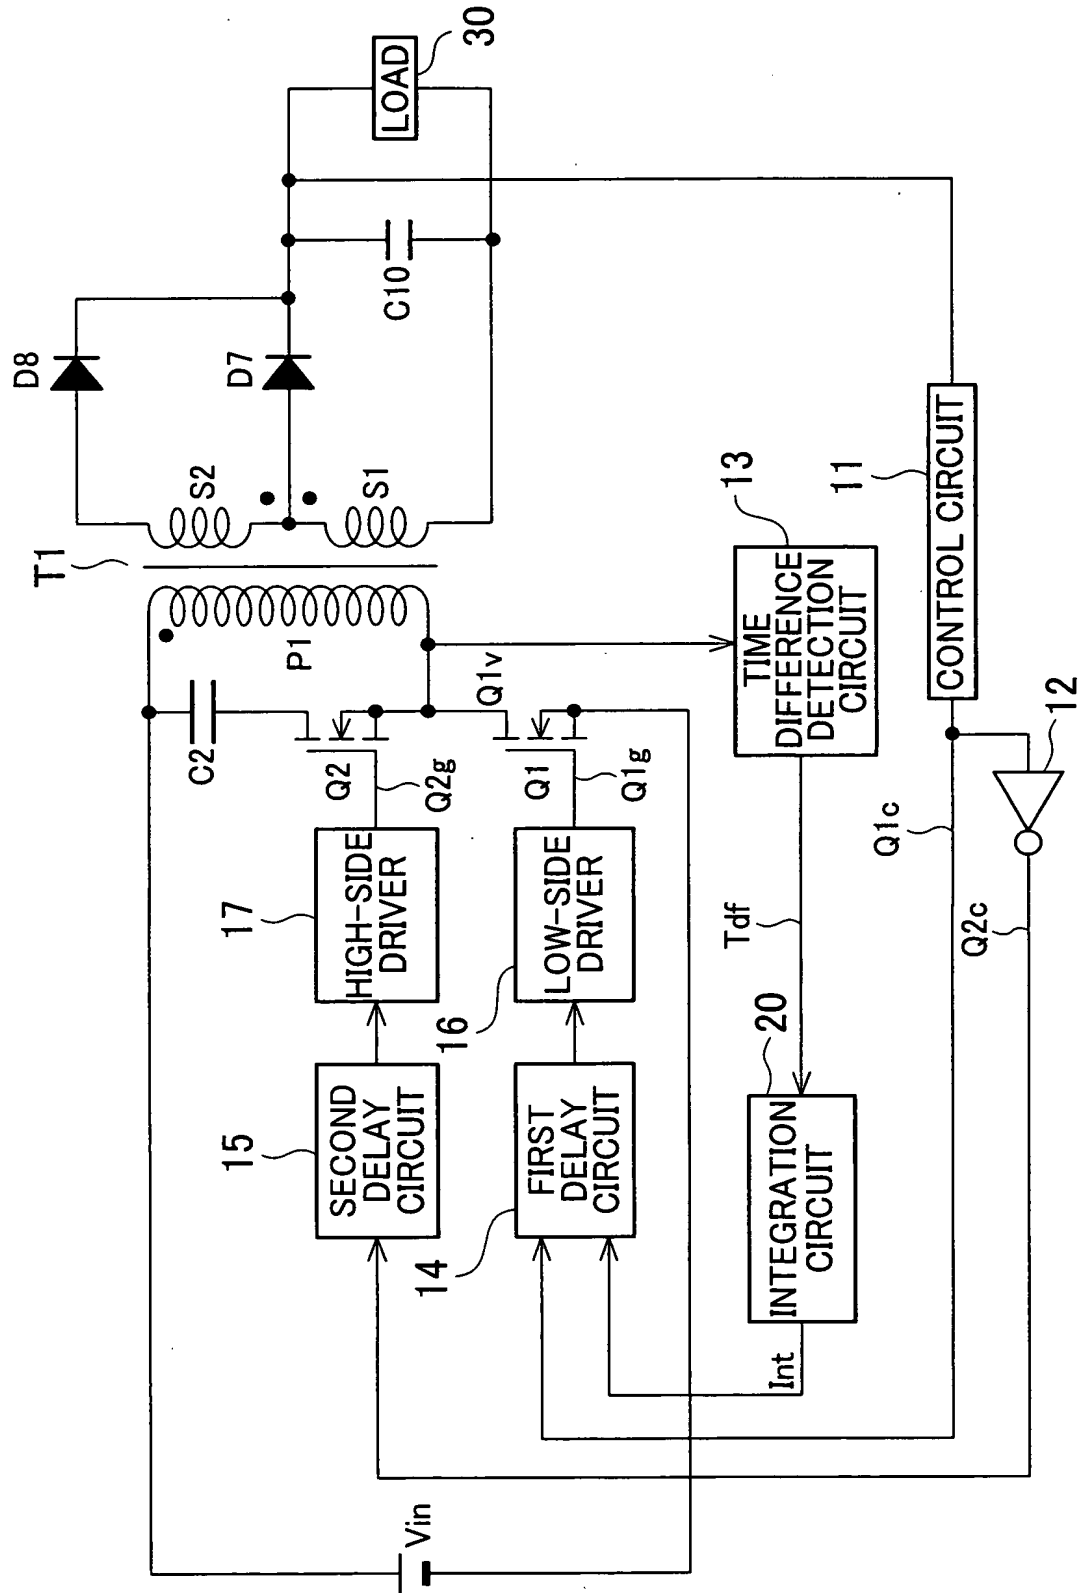 T1
D8
30
S2
D7
LOAD
C10
S1
P1
C2
Q2
Q2g
Q1v
Q1
Q1g
17
HIGH-SIDE
DRIVER
15
SECOND
DELAY
CIRCUIT
16
LOW-SIDE
DRIVER
14
FIRST
DELAY
CIRCUIT
Vin
13
TIME
DIFFERENCE
DETECTION
CIRCUIT
Tdf
20
INTEGRATION
CIRCUIT
Int
11
CONTROL CIRCUIT
Q1c
12
Q2c